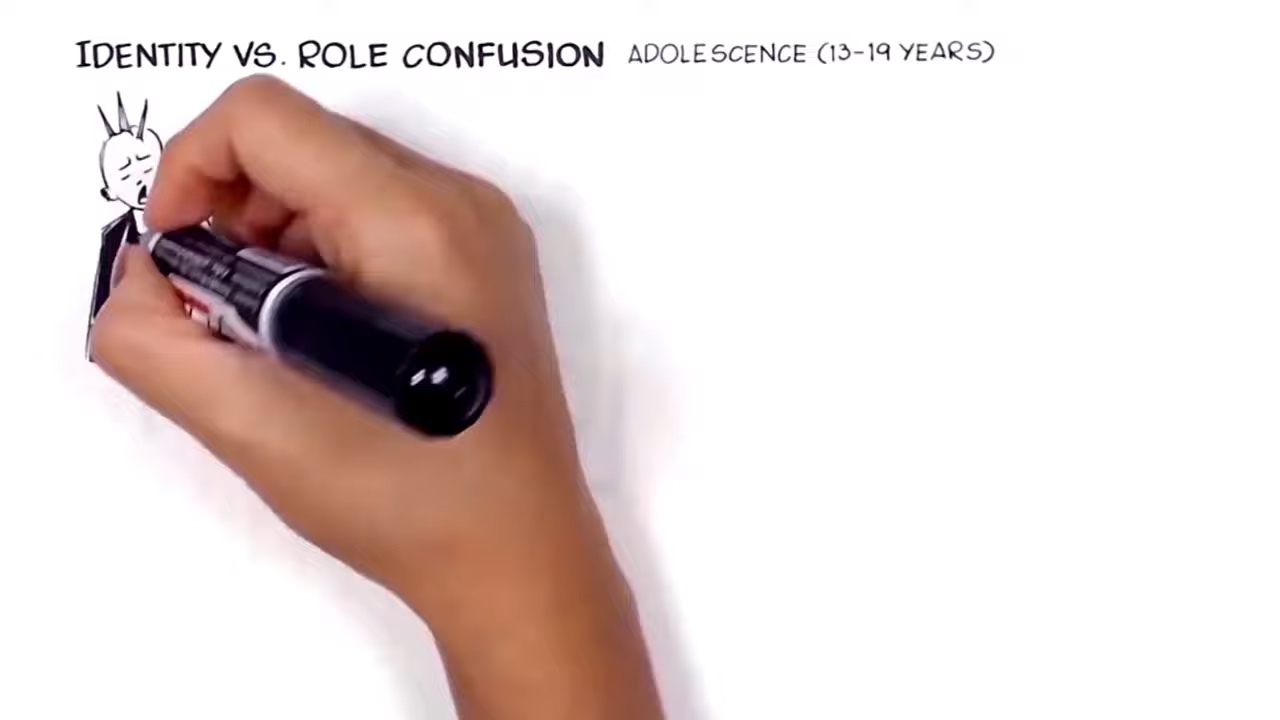 IDENTITY VS. ROLE CONFUSION ADOLESCENCE (13-19 YEARS)